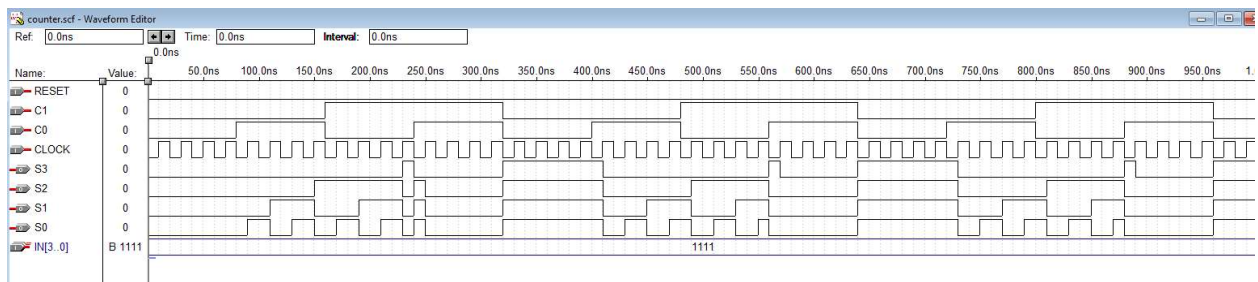 counter.scf - Waveform Editor
Ref: 0.0ns Time: 0.0ns Interval: 0.0ns
0.0ns
Name: Value: 50.0ns 100.0ns 150.0ns 200.0ns 250.0ns 300.0ns 350.0ns 400.0ns 450.0ns 500.0ns 550.0ns 600.0ns 650.0ns 700.0ns 750.0ns 800.0ns 850.0ns 900.0ns 950.0ns 1.
RESET 0
C1 0
C0 0
CLOCK 0
S3 0
S2 0
S1 0
S0 0
IN[3..0] B 1111 1111